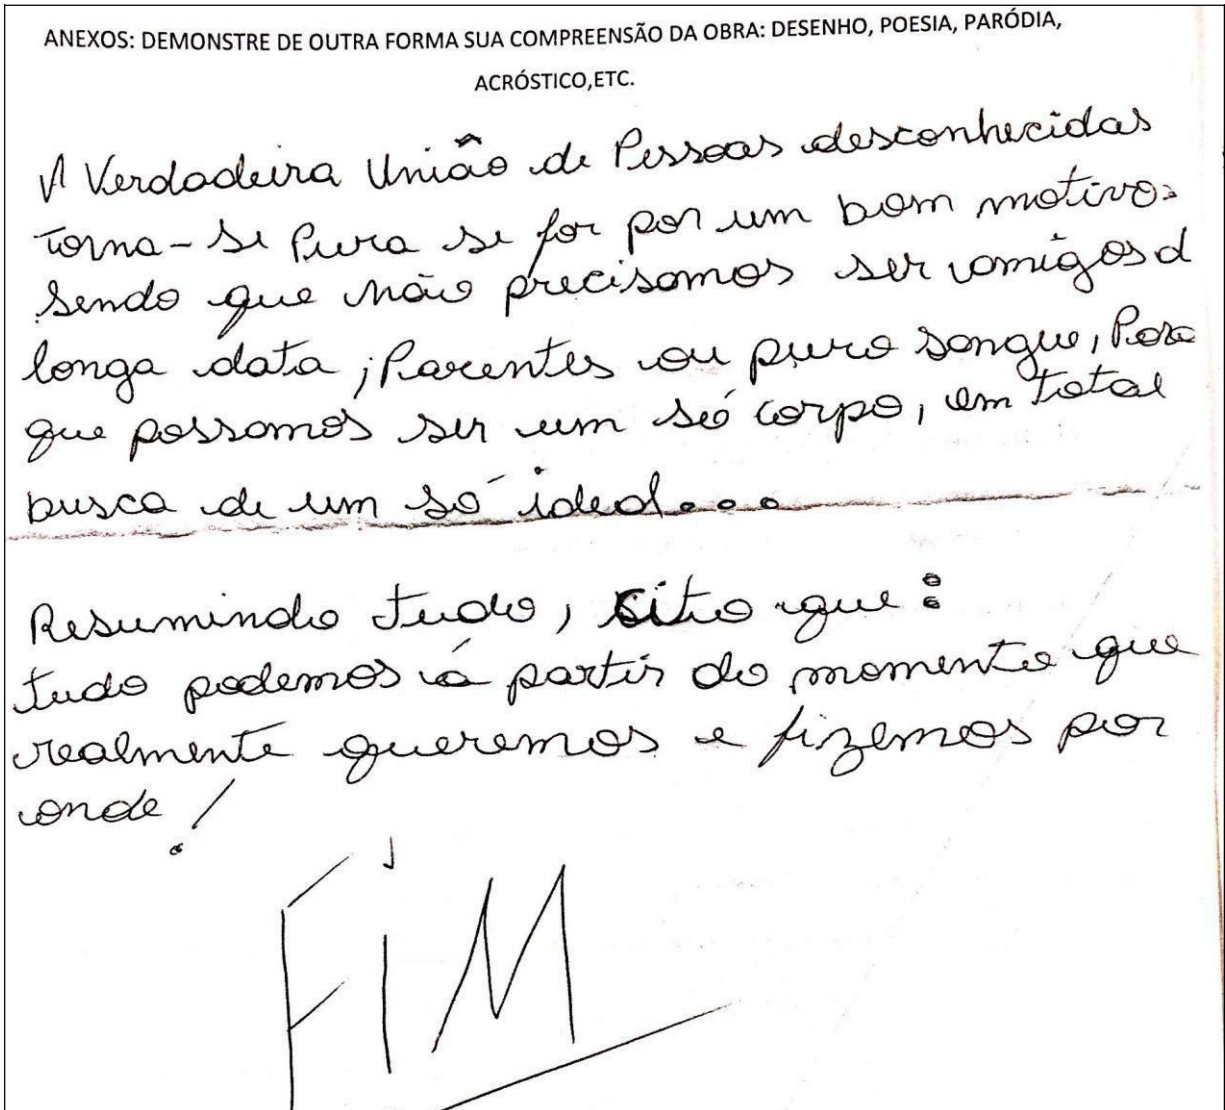 ANEXOS: DEMONSTRE DE OUTRA FORMA SUA COMPREENSÃO DA OBRA: DESENHO, POESIA, PARÓDIA,
ACRÓSTICO,ETC.
A Verdadeira União de Pessoas desconhecidas
torna-se Pura se for por um bom motivo.
Sendo que não precisamos ser amigos d
longa data; Parentes ou puro sangue, Para
que possamos ser um só corpo, em total
busca de um só ideal...
Resumindo tudo, cito que:
tudo podemos á partir do momento que
realmente queremos e fizemos por
onde!
FIM